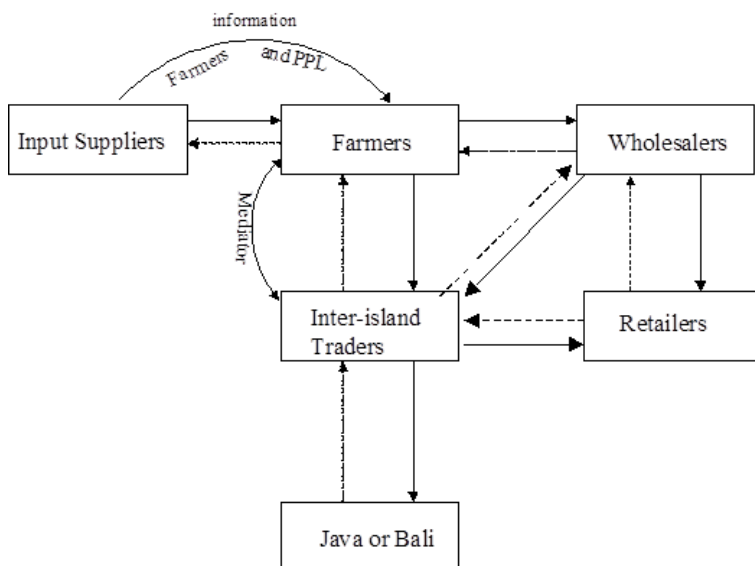 information
Farmers and PPL
Input Suppliers
Farmers
Wholesalers
Mediator
Inter-island
Traders
Retailers
Java or Bali